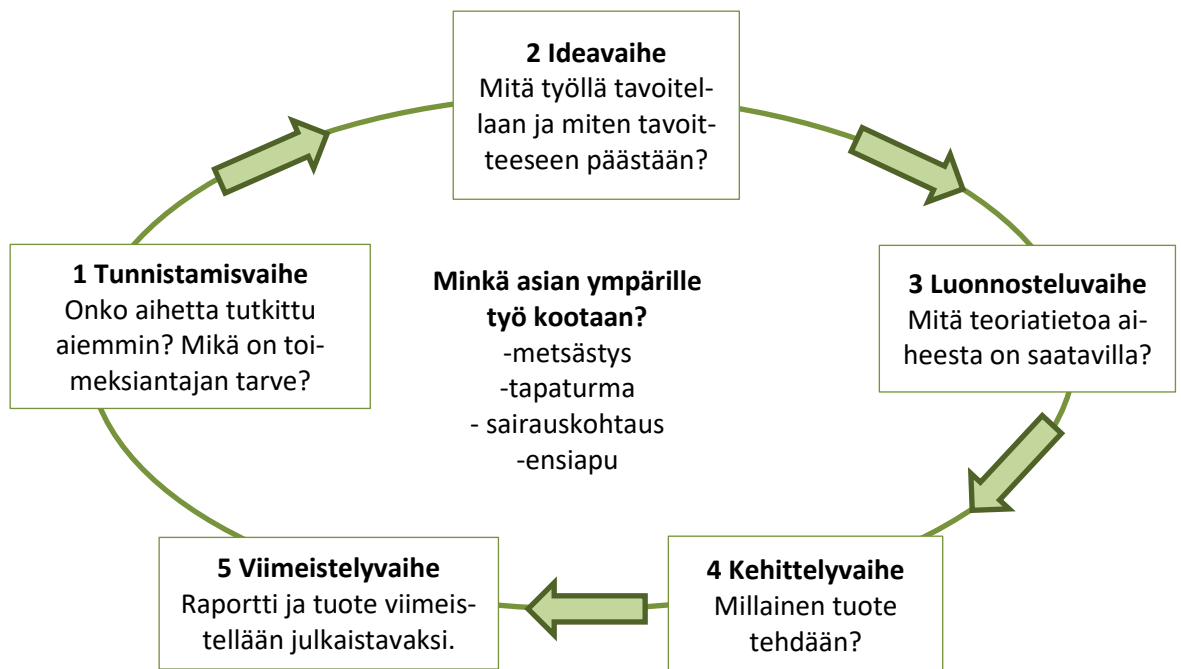 2 Ideavaihe
Mitä työllä tavoitel-
laan ja miten tavoit-
teeseen päästään?
1 Tunnistamisvaihe
Onko aihetta tutkittu
aiemmin? Mikä on toi-
meksiantajan tarve?
Minkä asian ympärille
työ kootaan?
-metsästys
-tapaturma
- sairauskohtaus
-ensiapu
3 Luonnosteluvaihe
Mitä teoriatietoa ai-
heesta on saatavilla?
5 Viimeistelyvaihe
Raportti ja tuote viimeis-
tellään julkaistavaksi.
4 Kehittelyvaihe
Millainen tuote
tehdään?